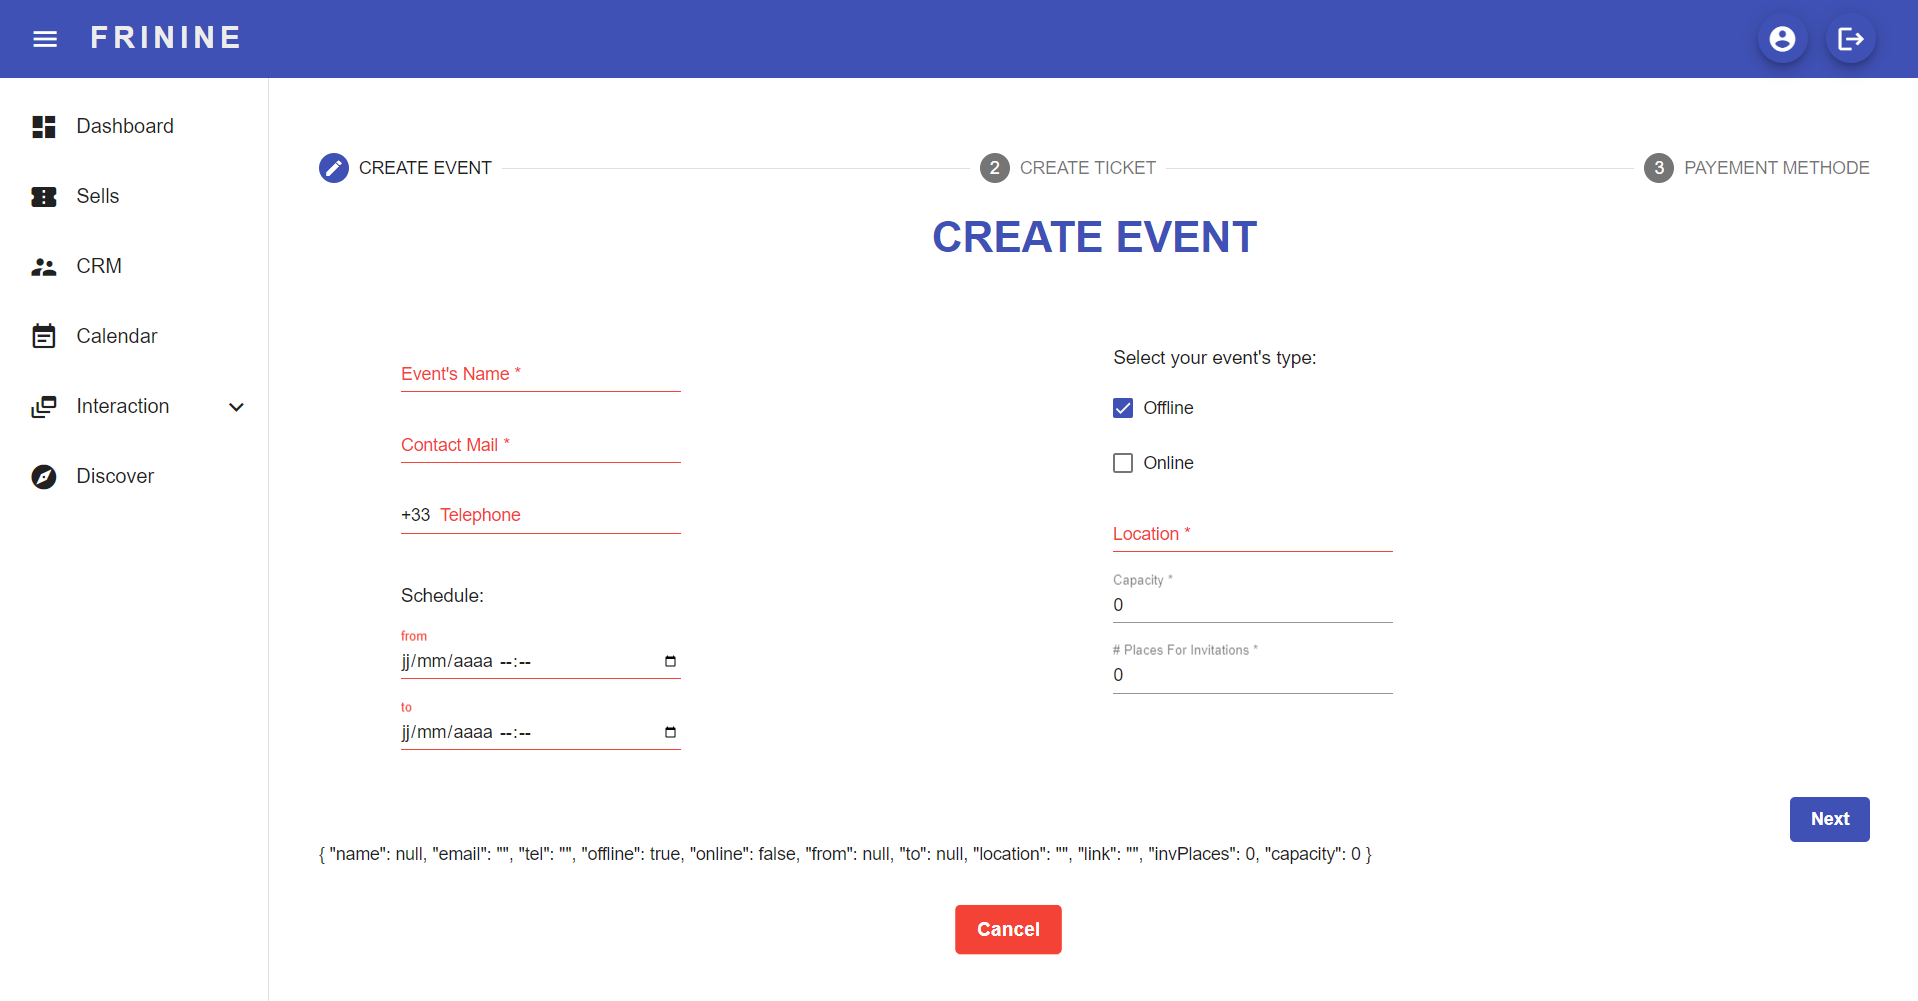 FRININE
Dashboard
Sells
CRM
Calendar
Interaction
Discover
CREATE EVENT
2 CREATE TICKET
3 PAYEMENT METHODE
CREATE EVENT
Event's Name *
Contact Mail *
+33 Telephone
Schedule:
from
jj/mm/aaaa --:--
to
jj/mm/aaaa --:--
Select your event's type:
Offline
Online
Location *
Capacity *
0
# Places For Invitations *
0
Next
{ "name": null, "email": "", "tel": "", "offline": true, "online": false, "from": null, "to": null, "location": "", "link": "", "invPlaces": 0, "capacity": 0 }
Cancel